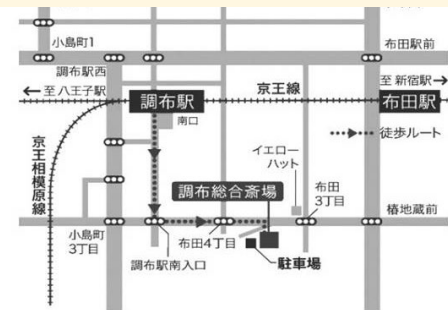 小島町1
布田駅前
調布駅西
至 新宿駅→
←至 八王子駅
調布駅
京王線
布田駅
南口
徒歩ルート
イエロー
ハット
京王相模原線
調布総合斎場
布田
3丁目
椿地蔵前
小島町
3丁目
布田4丁目
調布駅南入口
駐車場